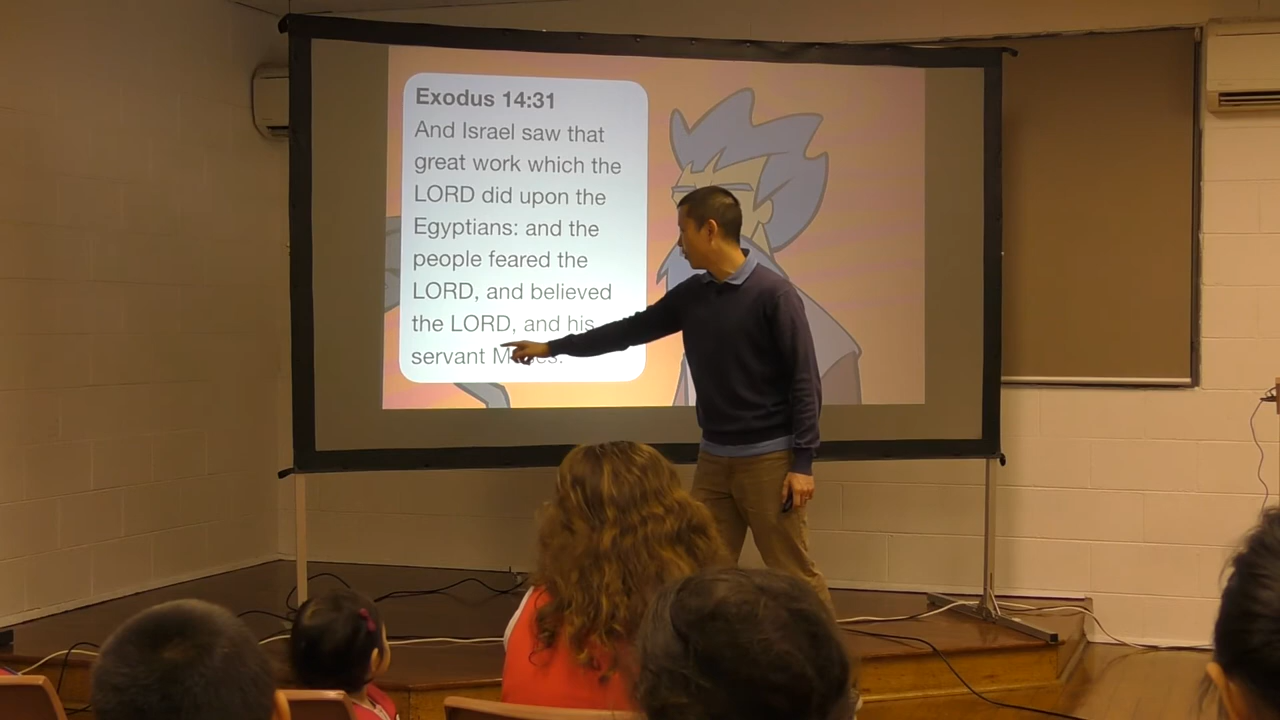 Exodus 14:31
And Israel saw that
great work which the
LORD did upon the
Egyptians: and the
people feared the
LORD, and believed
the LORD, and his
servant